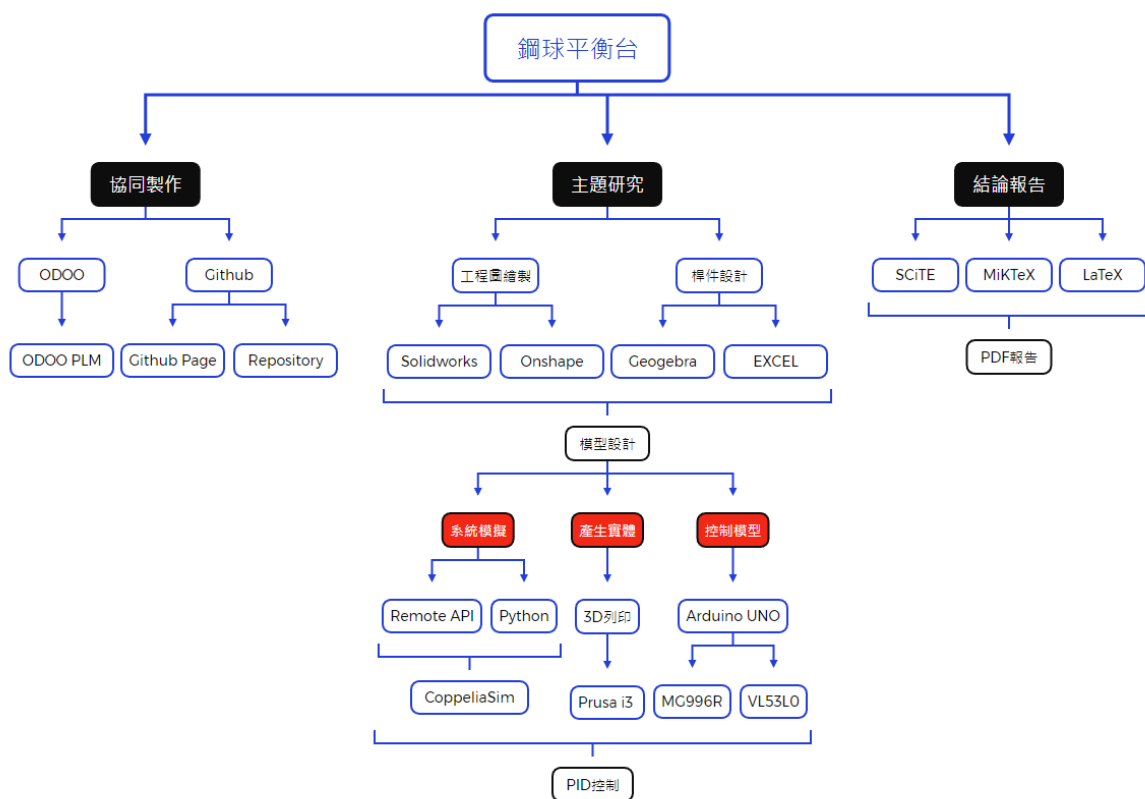 鋼球平衡台
協同製作
主題研究
結論報告
ODOO
Github
工程圖繪製
桿件設計
SCiTE
MiKTeX
LaTeX
ODOO PLM
Github Page
Repository
Solidworks
Onshape
Geogebra
EXCEL
PDF報告
模型設計
系統模擬
產生實體
控制模型
Remote API
Python
3D列印
Arduino UNO
CoppeliaSim
Prusa i3
MG996R
VL53L0
PID控制